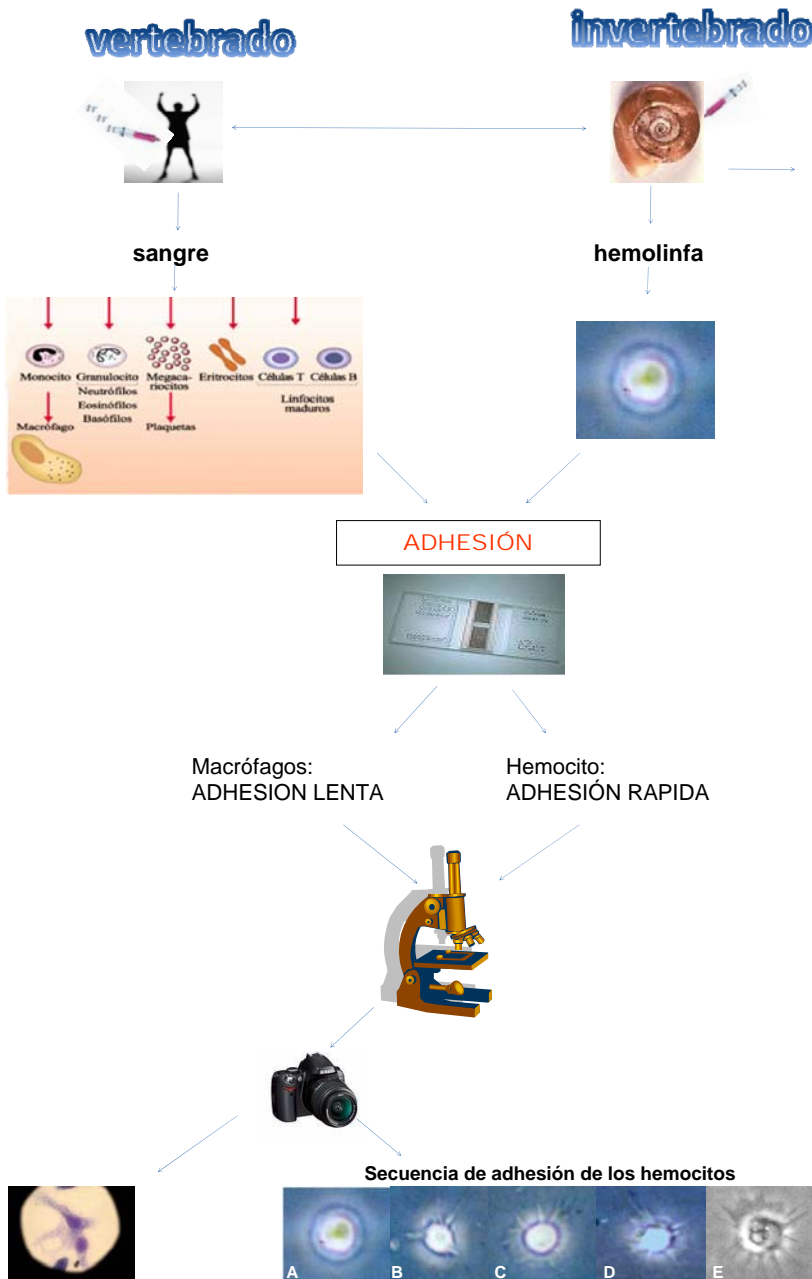 vertebrado
invertebrado
sangre
hemolinfa
Monocito Granulocito Megaca-
riocitos Eritrocitos Células T Células B
Neutrófilos
Eosinófilos
Basófilos
Linfocitos
maduros
Macrófago
Plaquetas
ADHESIÓN
Macrófagos:
ADHESION LENTA
Hemocito:
ADHESIÓN RAPIDA
Secuencia de adhesión de los hemocitos
A B C D E